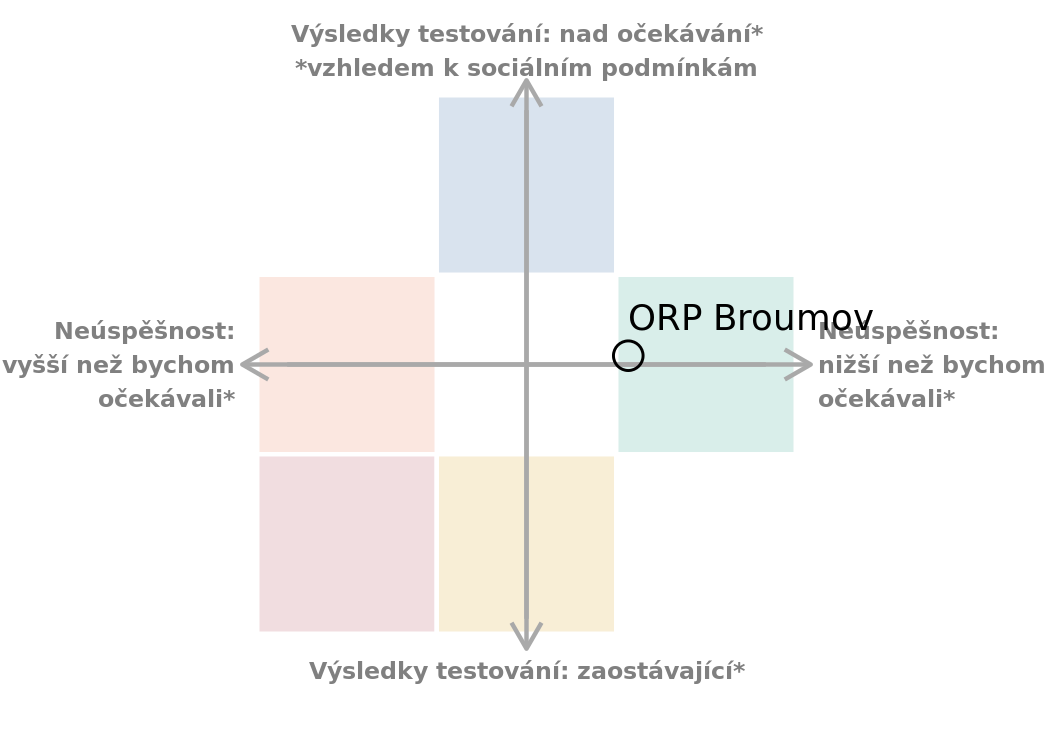 Výsledky testování: nad očekávání*
*vzhledem k sociálním podmínkám
ORP Broumov
Neúspěšnost:
vyšší než bychom
očekávali*
Neúspěšnost:
nižší než bychom
očekávali*
Výsledky testování: zaostávající*